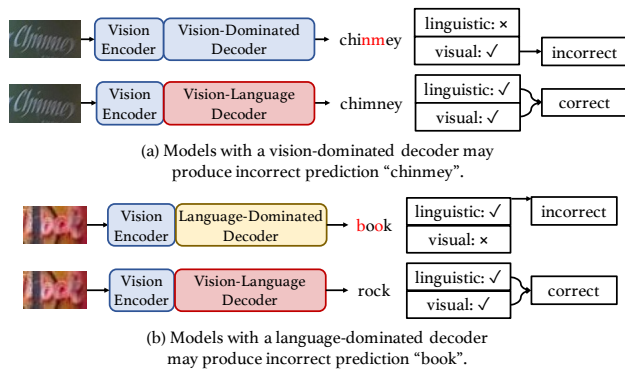 Vision Encoder
Vision-Dominated Decoder
chinmey
linguistic: ×
visual: ✓
incorrect
Vision Encoder
Vision-Language Decoder
chimney
linguistic: ✓
visual: ✓
correct
(a) Models with a vision-dominated decoder may
produce incorrect prediction "chinmey".
Vision Encoder
Language-Dominated Decoder
book
linguistic: ✓
visual: ×
incorrect
Vision Encoder
Vision-Language Decoder
rock
linguistic: ✓
visual: ✓
correct
(b) Models with a language-dominated decoder
may produce incorrect prediction "book".